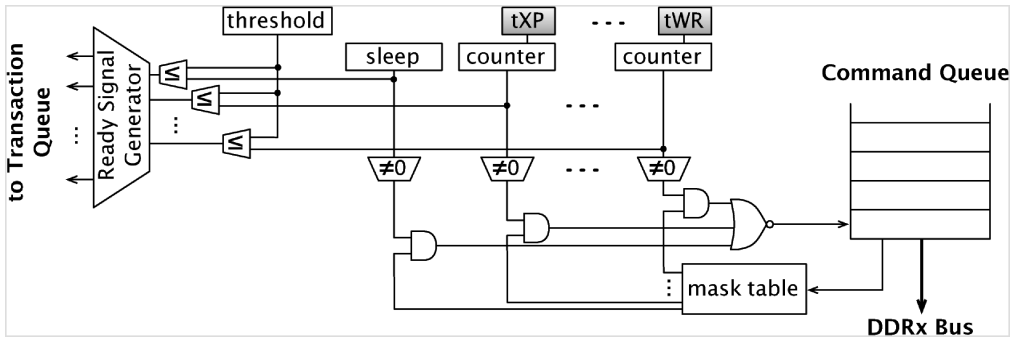 threshold
tXP
tWR
sleep
counter
counter
Command Queue
to Transaction
Queue
Ready Signal
Generator
≤
≤
≤
≠0
≠0
≠0
mask table
DDRx Bus